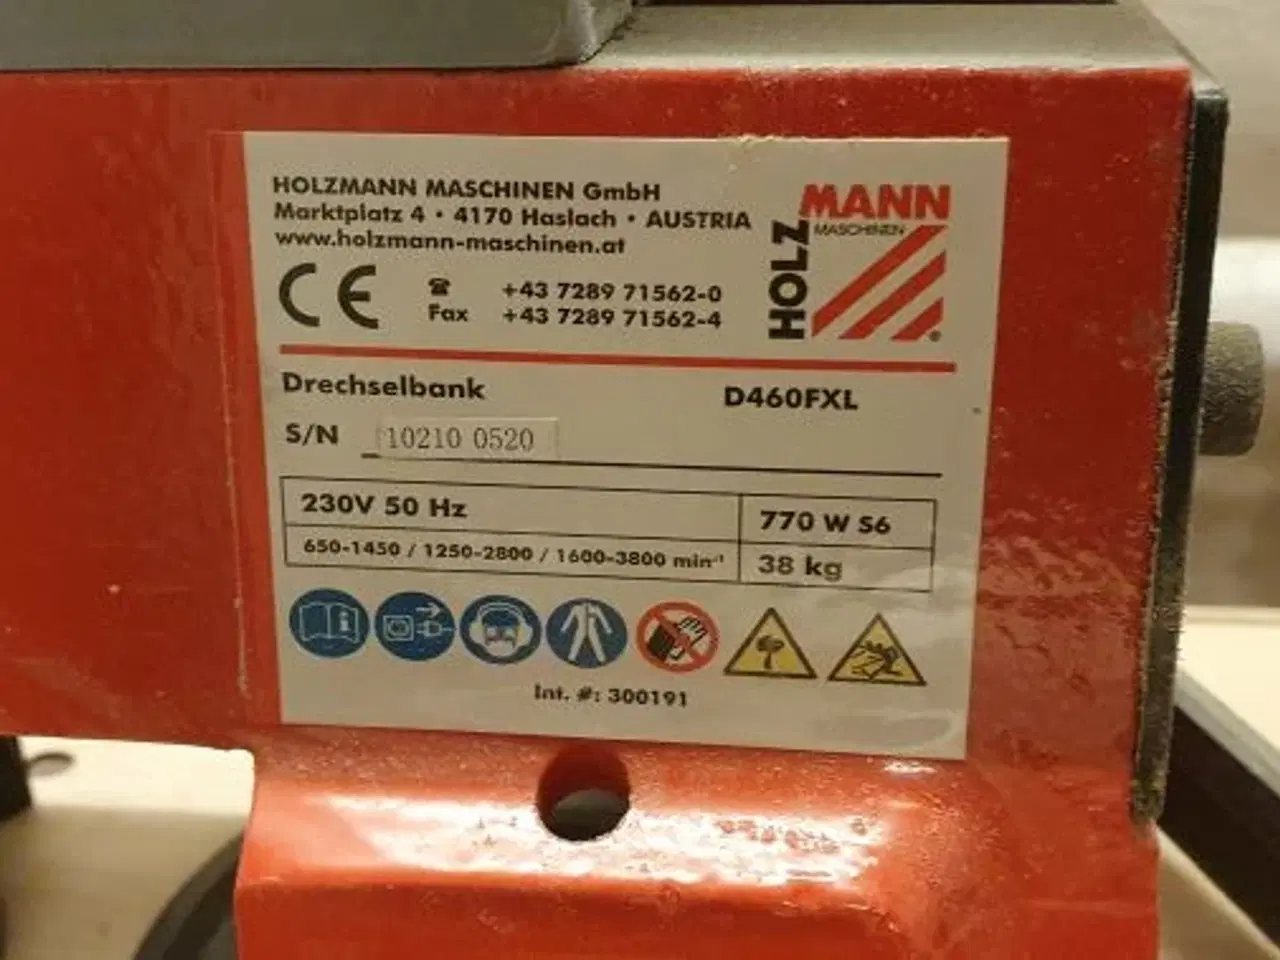 HOLZMANN MASCHINEN GmbH
Marktplatz 4 • 4170 Haslach • AUSTRIA
www.holzmann-maschinen.at
HOLZ
MANN
MASCHINEN
®
CE
☎ +43 7289 71562-0
Fax +43 7289 71562-4
Drechselbank D460FXL
S/N 10210 0520
230V 50 Hz 770 W S6
650-1450 / 1250-2800 / 1600-3800 min⁻¹ 38 kg
Int. #: 300191